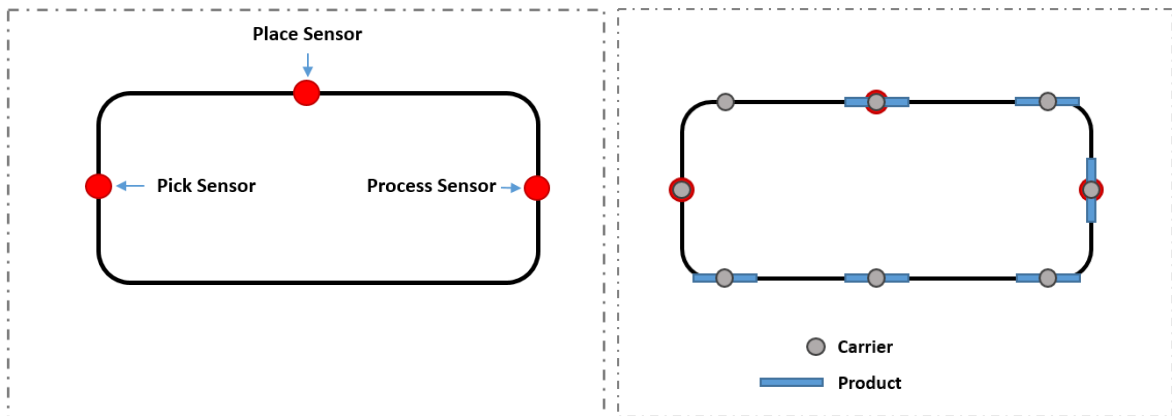 Place Sensor
Pick Sensor
Process Sensor
Carrier
Product